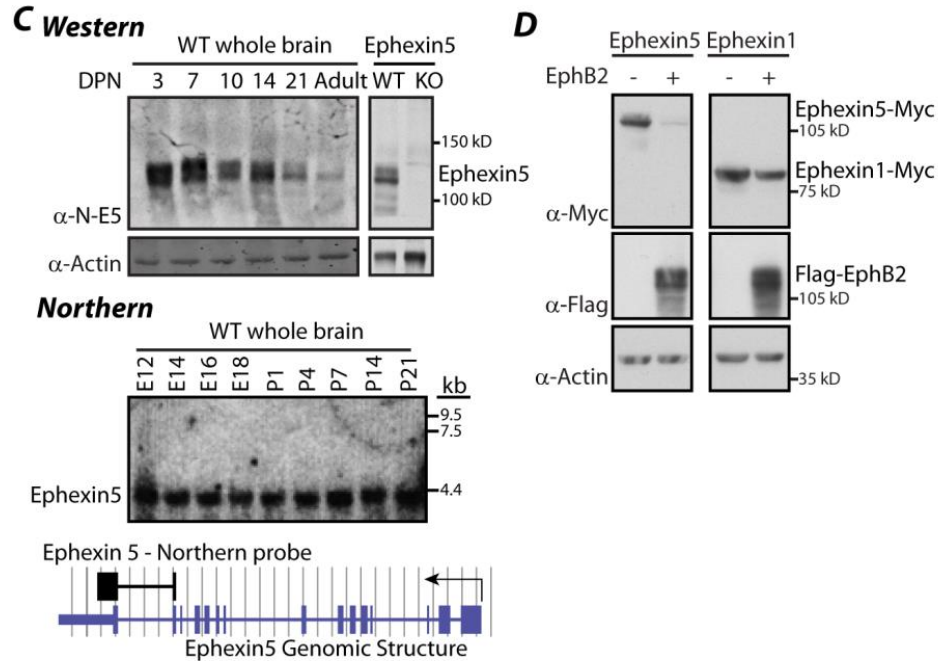 C Western
WT whole brain
Ephexin5
DPN 3 7 10 14 21 Adult WT KO
150 kD
Ephexin5
100 kD
α-N-E5
α-Actin
Northern
WT whole brain
E12 E14 E16 E18 P1 P4 P7 P14 P21
kb
9.5
7.5
4.4
Ephexin5
Ephexin 5 - Northern probe
Ephexin5 Genomic Structure
D
Ephexin5 Ephexin1
EphB2 - + - +
Ephexin5-Myc
105 kD
Ephexin1-Myc
75 kD
α-Myc
Flag-EphB2
105 kD
α-Flag
α-Actin
35 kD